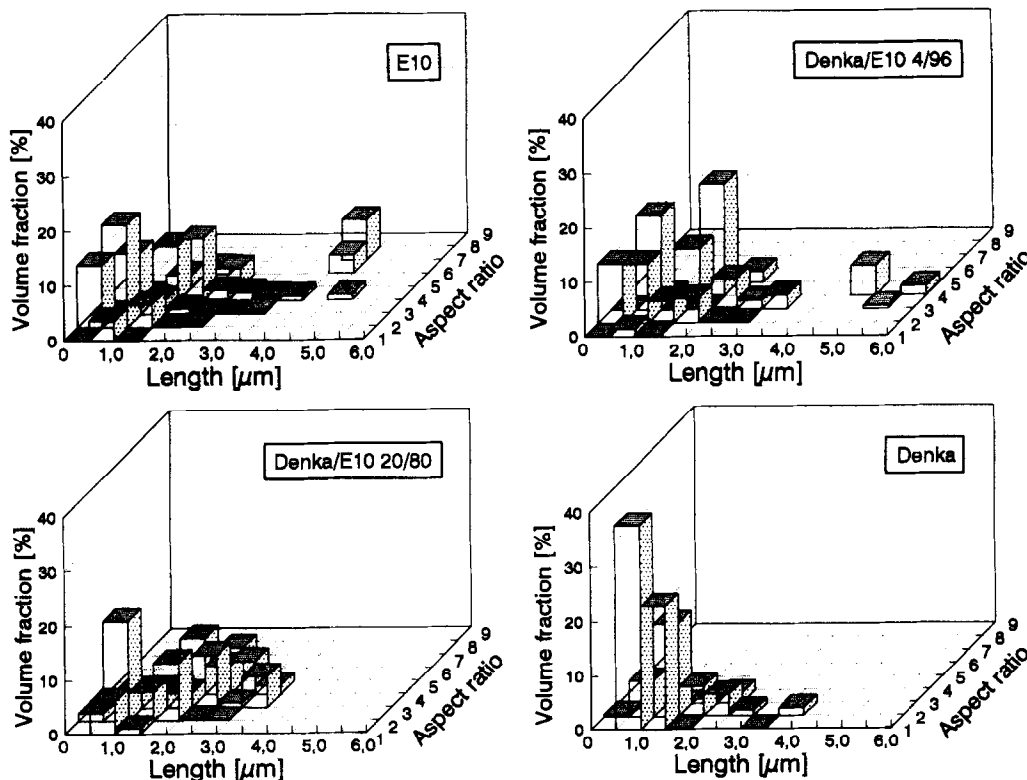 E10
Volume fraction [%]
40
30
20
10
0
0 1,0 2,0 3,0 4,0 5,0 6,0
Length [µm]
1 2 3 4 5 6 7 8 9
Aspect ratio
Denka/E10 4/96
Volume fraction [%]
40
30
20
10
0
0 1,0 2,0 3,0 4,0 5,0 6,0
Length [µm]
1 2 3 4 5 6 7 8 9
Aspect ratio
Denka/E10 20/80
Volume fraction [%]
40
30
20
10
0
0 1,0 2,0 3,0 4,0 5,0 6,0
Length [µm]
1 2 3 4 5 6 7 8 9
Aspect ratio
Denka
Volume fraction [%]
40
30
20
10
0
0 1,0 2,0 3,0 4,0 5,0 6,0
Length [µm]
1 2 3 4 5 6 7 8 9
Aspect ratio